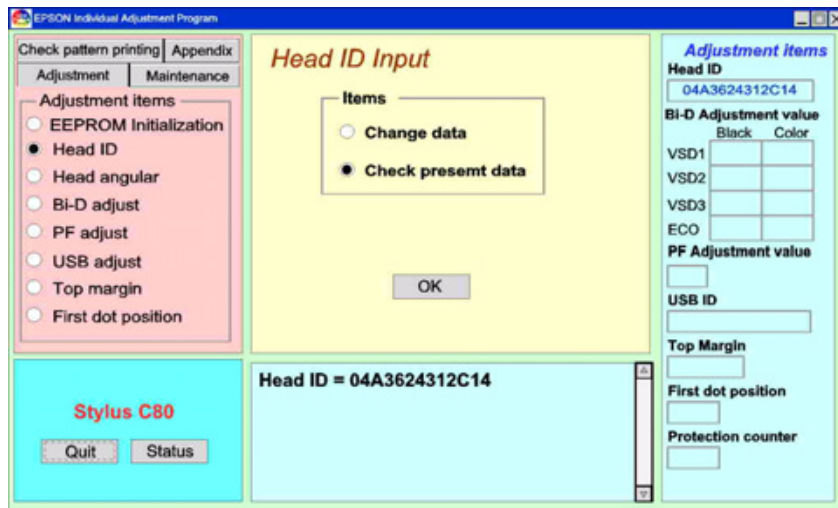 EPSON Individual Adjustment Program
Check pattern printing Appendix
Adjustment Maintenance
Adjustment items
EEPROM Initialization
Head ID
Head angular
Bi-D adjust
PF adjust
USB adjust
Top margin
First dot position
Stylus C80
Quit Status
Head ID Input
Items
Change data
Check presemt data
OK
Head ID = 04A3624312C14
Adjustment items
Head ID
04A3624312C14
Bi-D Adjustment value
Black Color
VSD1
VSD2
VSD3
ECO
PF Adjustment value
USB ID
Top Margin
First dot position
Protection counter